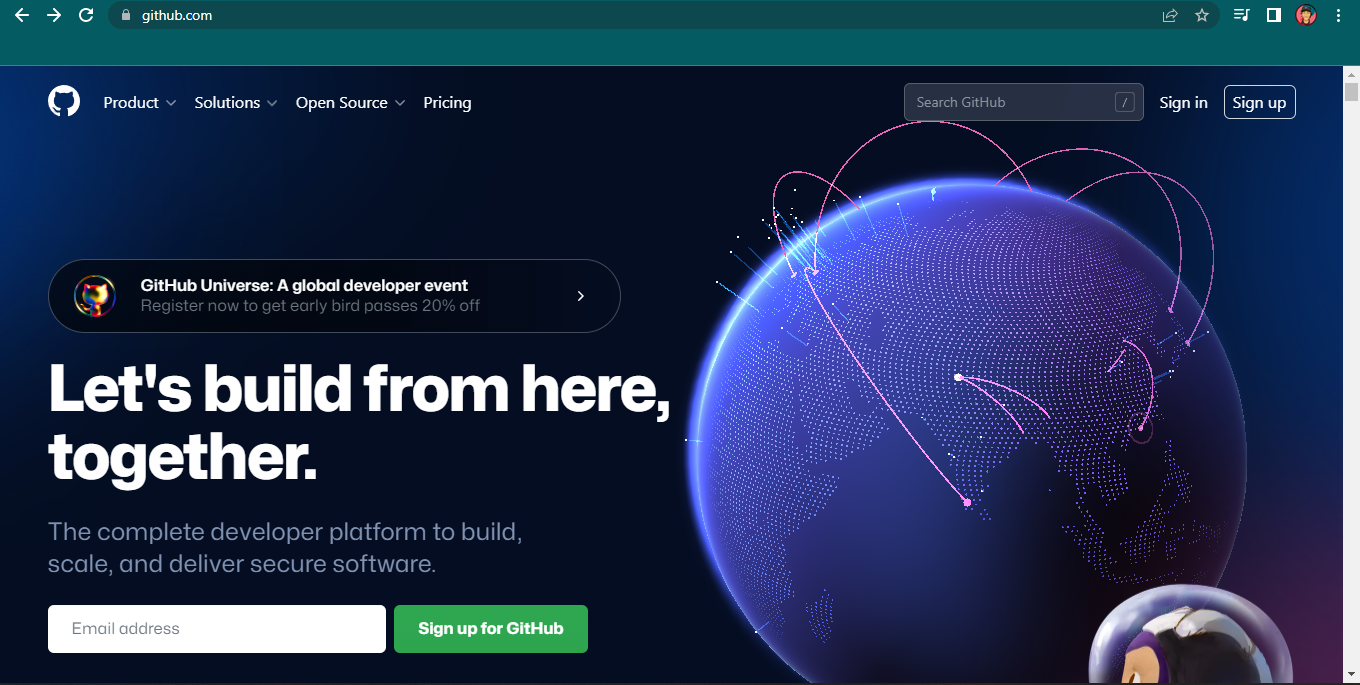 github.com
Product
Solutions
Open Source
Pricing
Search GitHub
/
Sign in
Sign up
GitHub Universe: A global developer event
Register now to get early bird passes 20% off
Let's build from here,
together.
The complete developer platform to build,
scale, and deliver secure software.
Email address
Sign up for GitHub